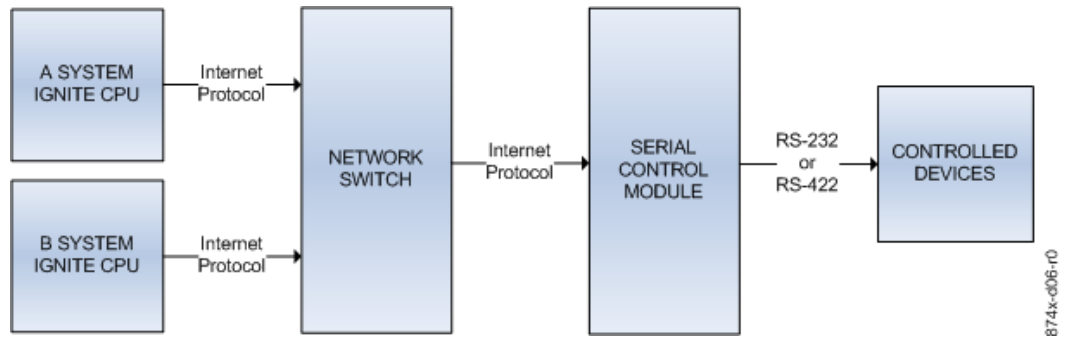 A SYSTEM
IGNITE CPU
Internet
Protocol
B SYSTEM
IGNITE CPU
Internet
Protocol
NETWORK
SWITCH
Internet
Protocol
SERIAL
CONTROL
MODULE
RS-232
or
RS-422
CONTROLLED
DEVICES
874x-d06-r0